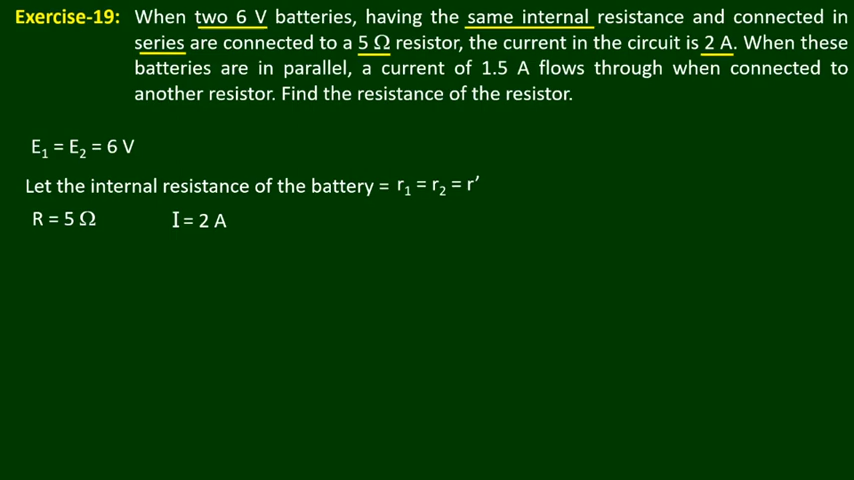 Exercise-19: When two 6 V batteries, having the same internal resistance and connected in
series are connected to a 5 Ω resistor, the current in the circuit is 2 A. When these
batteries are in parallel, a current of 1.5 A flows through when connected to
another resistor. Find the resistance of the resistor.
E₁ = E₂ = 6 V
Let the internal resistance of the battery = r₁ = r₂ = r′
R = 5 Ω I = 2 A